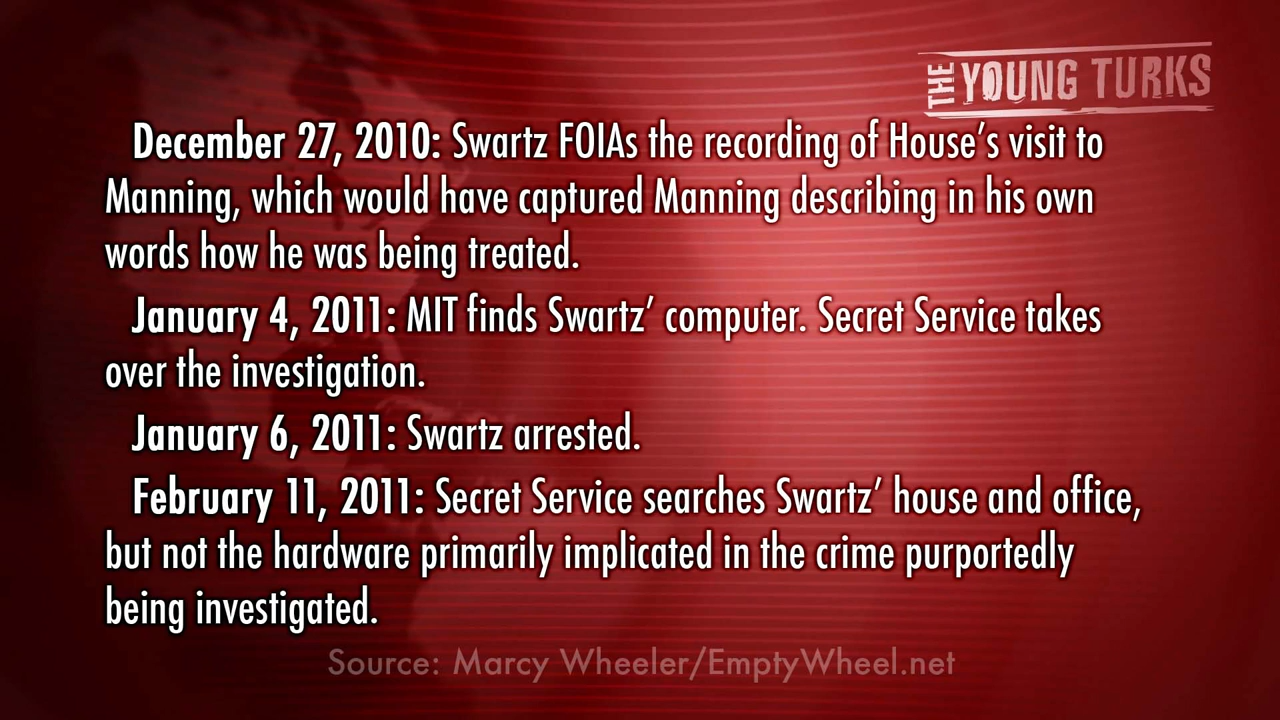 THE YOUNG TURKS
December 27, 2010: Swartz FOIAs the recording of House’s visit to
Manning, which would have captured Manning describing in his own
words how he was being treated.
January 4, 2011: MIT finds Swartz’ computer. Secret Service takes
over the investigation.
January 6, 2011: Swartz arrested.
February 11, 2011: Secret Service searches Swartz’ house and office,
but not the hardware primarily implicated in the crime purportedly
being investigated.
Source: Marcy Wheeler/EmptyWheel.net